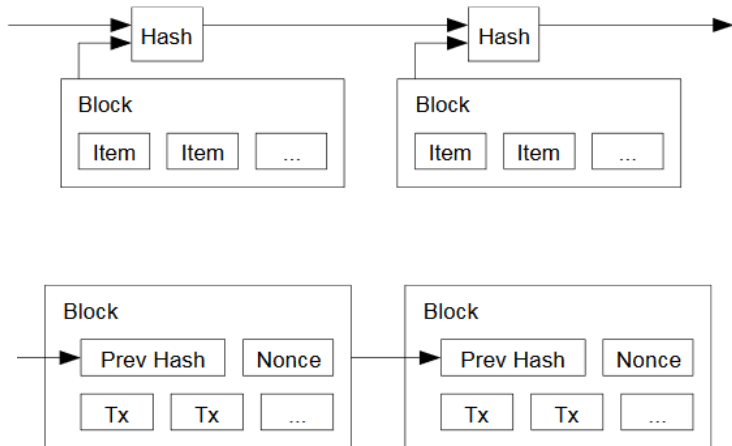 Hash Hash
Block Block
Item Item ... Item Item ...
Block Block
Prev Hash Nonce Prev Hash Nonce
Tx Tx ... Tx Tx ...